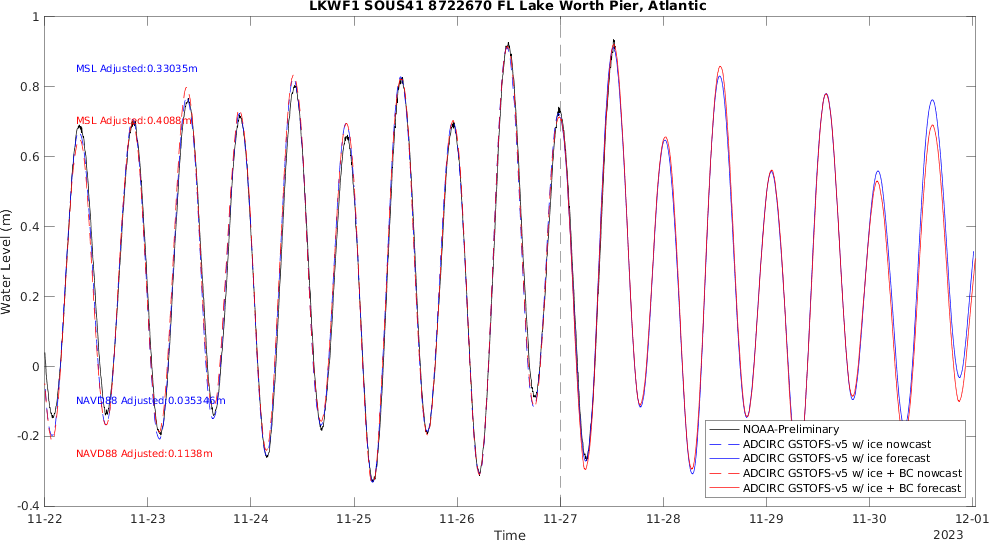 LKWF1 SOUS41 8722670 FL Lake Worth Pier, Atlantic
1
0.8
0.6
0.4
0.2
0
-0.2
-0.4
Water Level (m)
MSL Adjusted:0.33035m
MSL Adjusted:0.4088m
NAVD88 Adjusted:0.035346m
NAVD88 Adjusted:0.1138m
NOAA-Preliminary
ADCIRC GSTOFS-v5 w/ ice nowcast
ADCIRC GSTOFS-v5 w/ ice forecast
ADCIRC GSTOFS-v5 w/ ice + BC nowcast
ADCIRC GSTOFS-v5 w/ ice + BC forecast
11-22 11-23 11-24 11-25 11-26 11-27 11-28 11-29 11-30 12-01
Time
2023